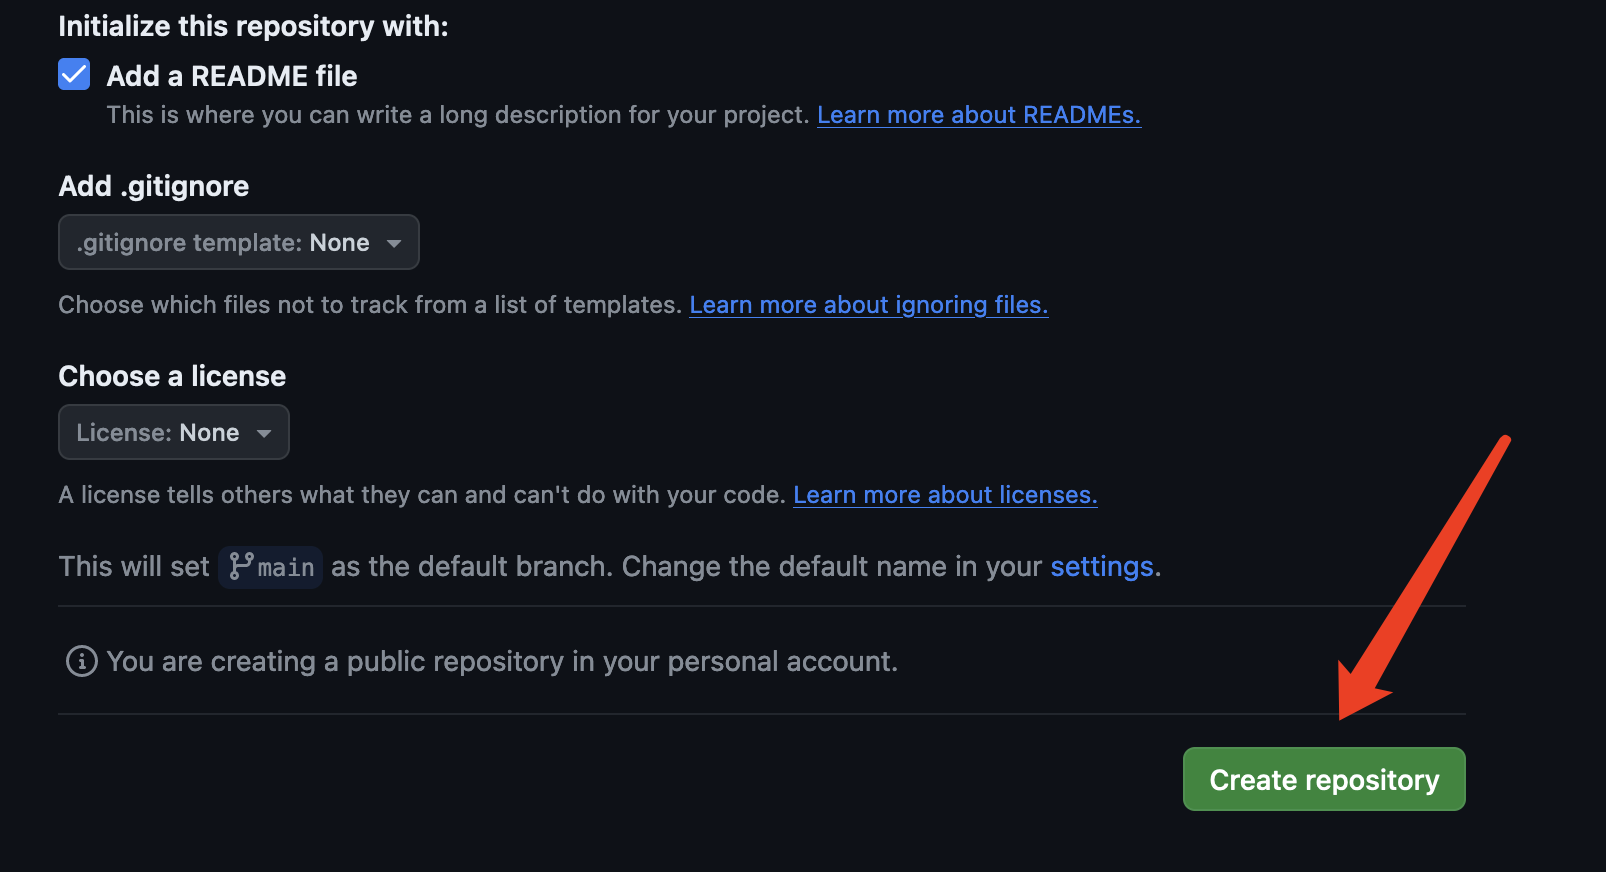 Initialize this repository with:
Add a README file
This is where you can write a long description for your project. Learn more about READMEs.
Add .gitignore
.gitignore template: None
Choose which files not to track from a list of templates. Learn more about ignoring files.
Choose a license
License: None
A license tells others what they can and can't do with your code. Learn more about licenses.
This will set main as the default branch. Change the default name in your settings.
You are creating a public repository in your personal account.
Create repository